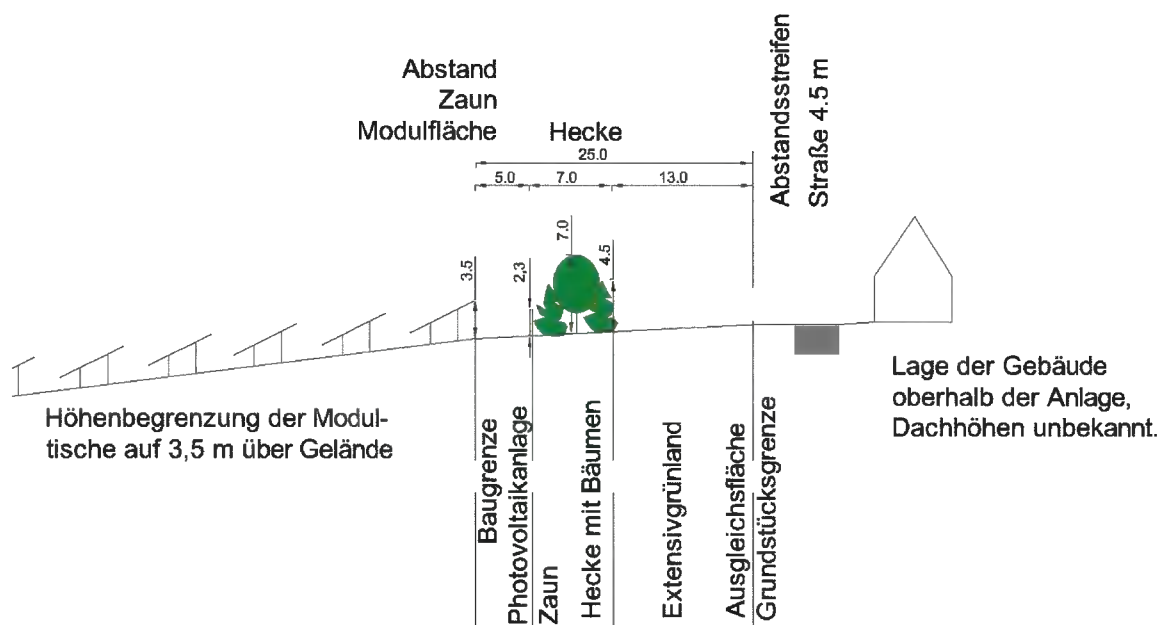 Abstand
Zaun
Modulfläche
Hecke
25.0
5.0
7.0
13.0
Abstandsstreifen
Straße 4.5 m
3.5
2,3
7.0
4.5
Höhenbegrenzung der Modul-
tische auf 3,5 m über Gelände
Lage der Gebäude
oberhalb der Anlage,
Dachhöhen unbekannt.
Baugrenze
Photovoltaikanlage
Zaun
Hecke mit Bäumen
Extensivgrünland
Ausgleichsfläche
Grundstücksgrenze